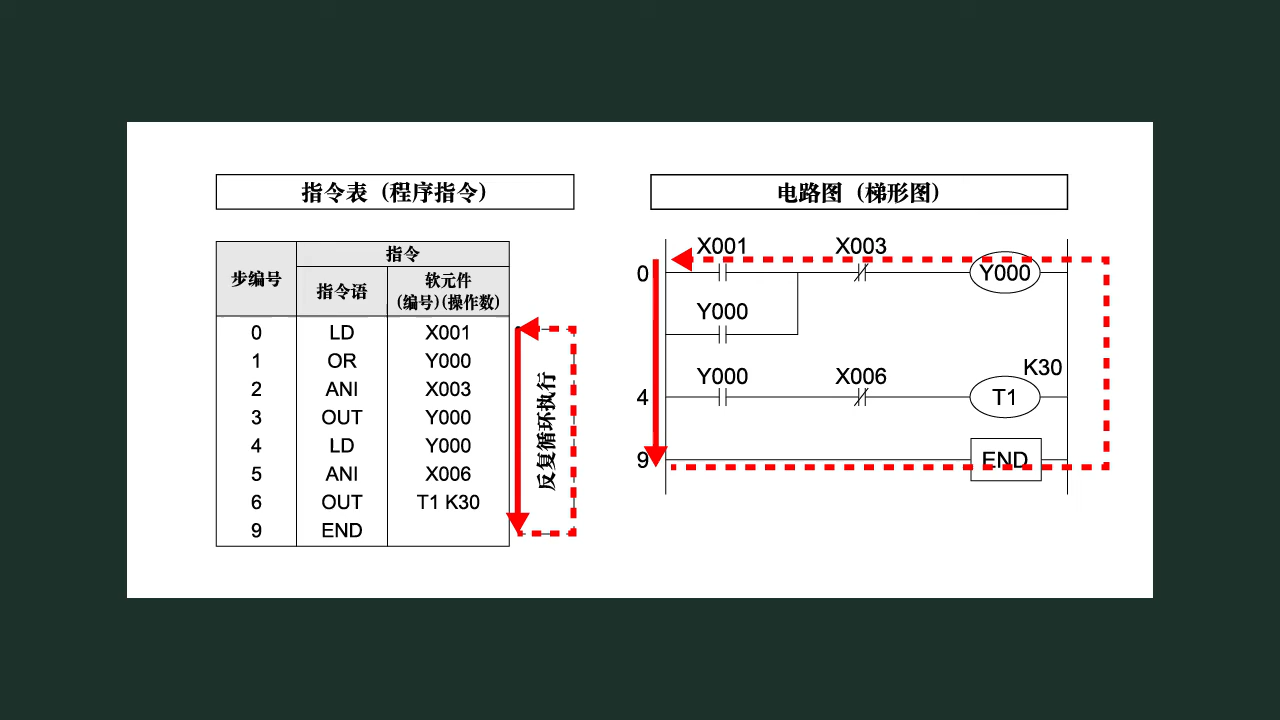 指令表（程序指令）
步编号
指令
指令语
软元件
(编号)(操作数)
0 LD X001
1 OR Y000
2 ANI X003
3 OUT Y000
4 LD Y000
5 ANI X006
6 OUT T1 K30
9 END
反复循环执行
电路图（梯形图）
X001 X003
0 Y000
Y000
K30
Y000 X006
4 T1
9 END